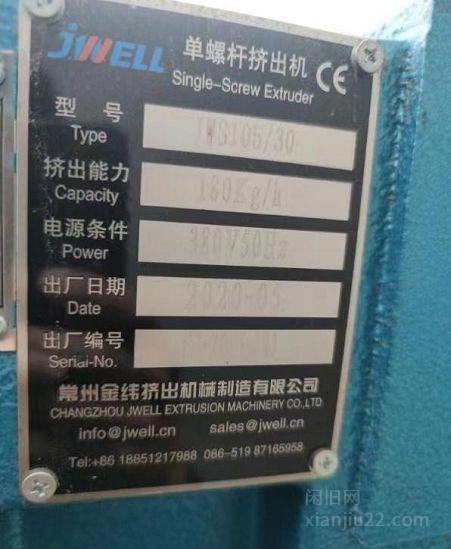 JWELL 单螺杆挤出机 CE
Single-Screw Extruder
型号 JWS105/30
Type
挤出能力 180Kg/h
Capacity
电源条件 380V50Hz
Power
出厂日期 2020-05
Date
出厂编号
Serial-No.
常州金纬挤出机械制造有限公司
CHANGZHOU JWELL EXTRUSION MACHINERY CO.,LTD
info@jwell.cn sales@jwell.cn
Tel:+86 18851217988 086-519 87165958
闲旧网
xianjiu22.com